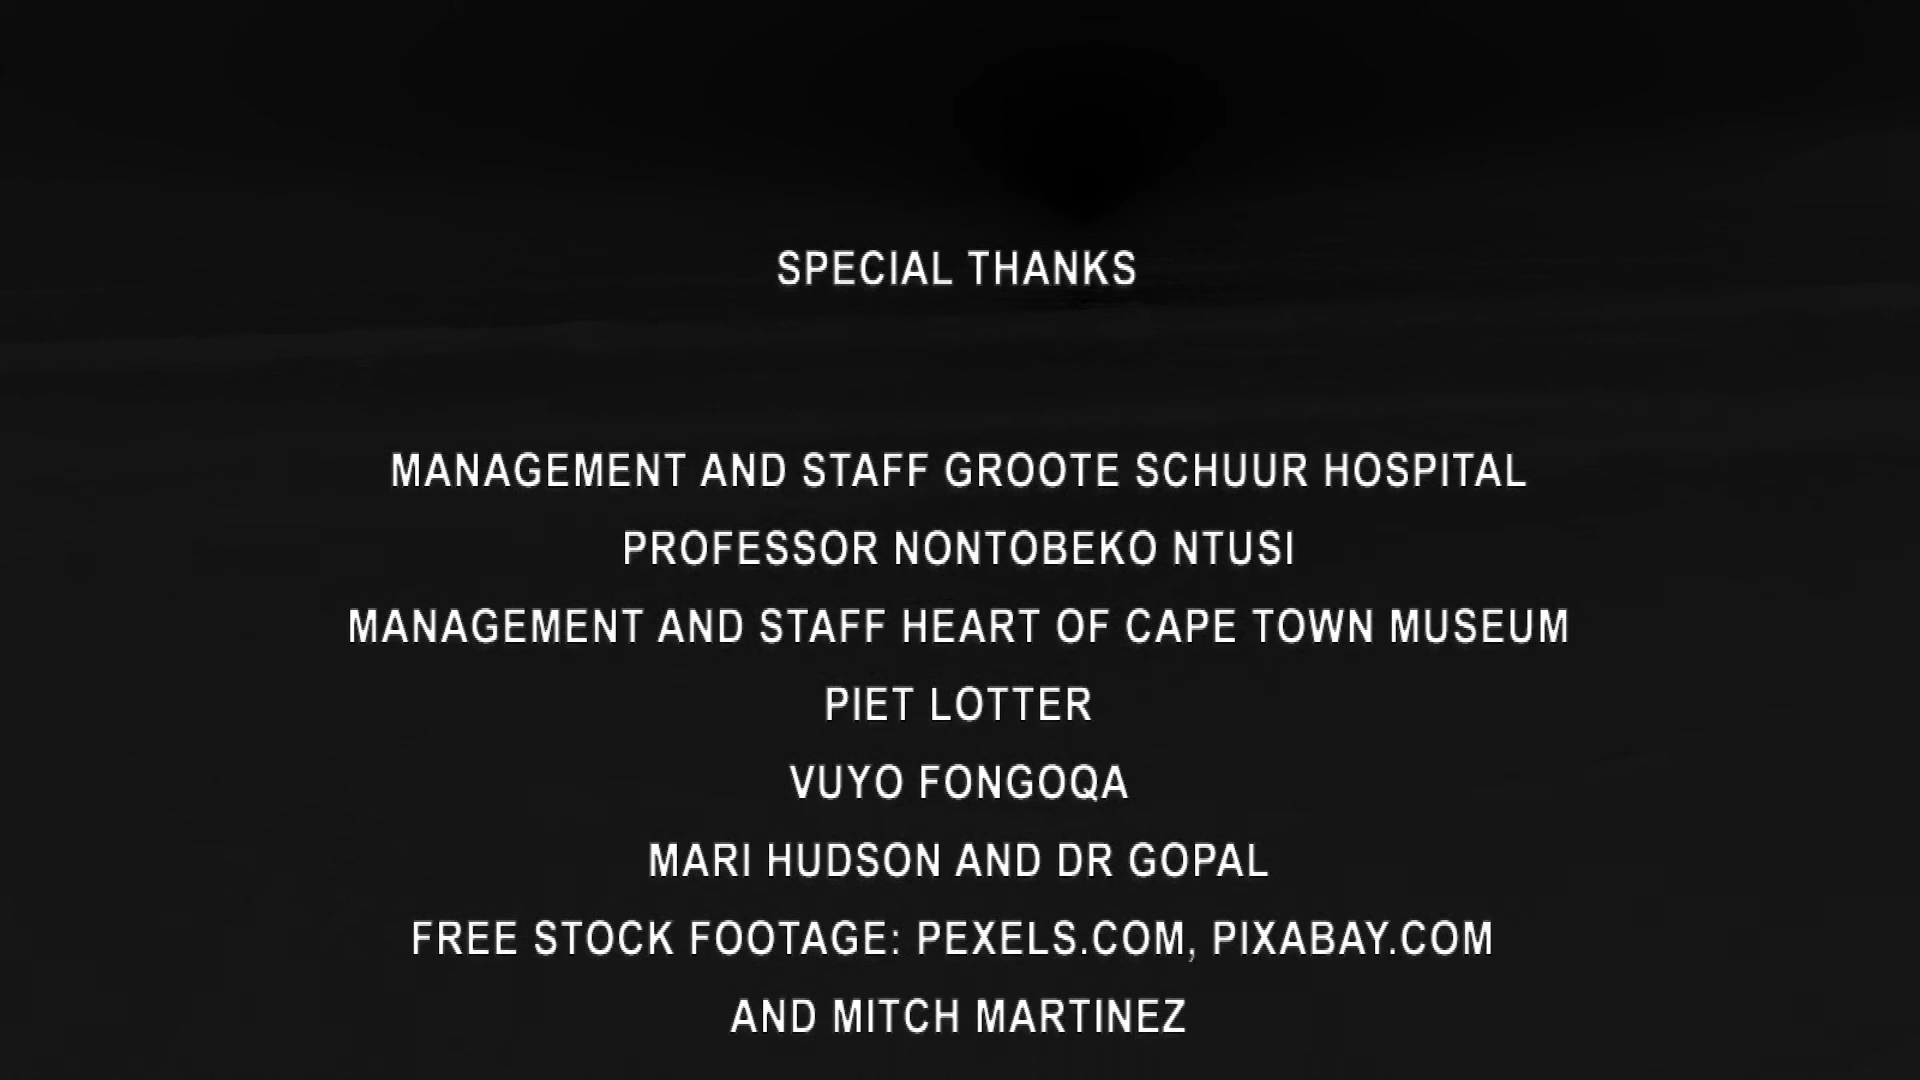 SPECIAL THANKS
MANAGEMENT AND STAFF GROOTE SCHUUR HOSPITAL
PROFESSOR NONTOBEKO NTUSI
MANAGEMENT AND STAFF HEART OF CAPE TOWN MUSEUM
PIET LOTTER
VUYO FONGOQA
MARI HUDSON AND DR GOPAL
FREE STOCK FOOTAGE: PEXELS.COM, PIXABAY.COM
AND MITCH MARTINEZ